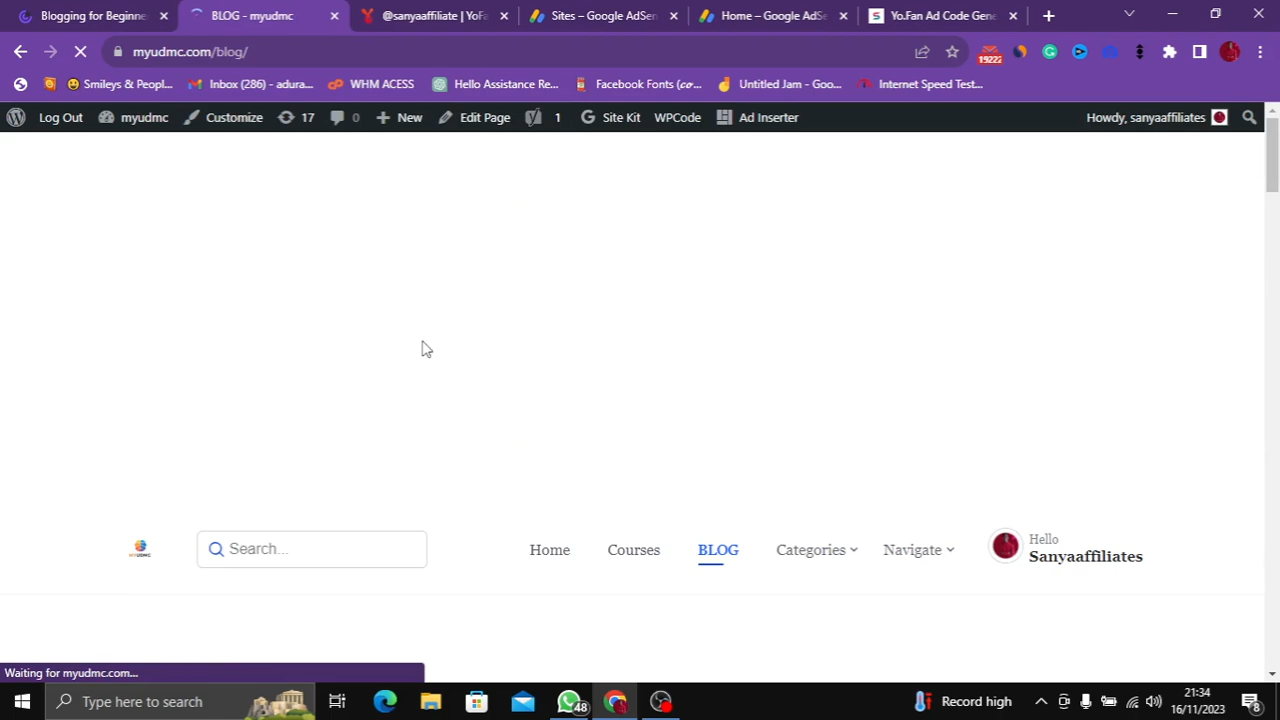 Blogging for Beginne
BLOG - myudmc
@sanyaaffiliate | YoFa
Sites – Google AdSen
Home – Google AdSe
Yo.Fan Ad Code Gene
myudmc.com/blog/
19222
Smileys & Peopl...
Inbox (286) - adura...
WHM ACESS
Hello Assistance Re...
Facebook Fonts (𝒸𝑜...
Untitled Jam - Goo...
Internet Speed Test...
Log Out
myudmc
Customize
17
0
New
Edit Page
1
Site Kit
WPCode
Ad Inserter
Howdy, sanyaaffiliates
Search...
Home
Courses
BLOG
Categories
Navigate
Hello
Sanyaaffiliates
Waiting for myudmc.com...
Type here to search
48
Record high
21:34
16/11/2023
8